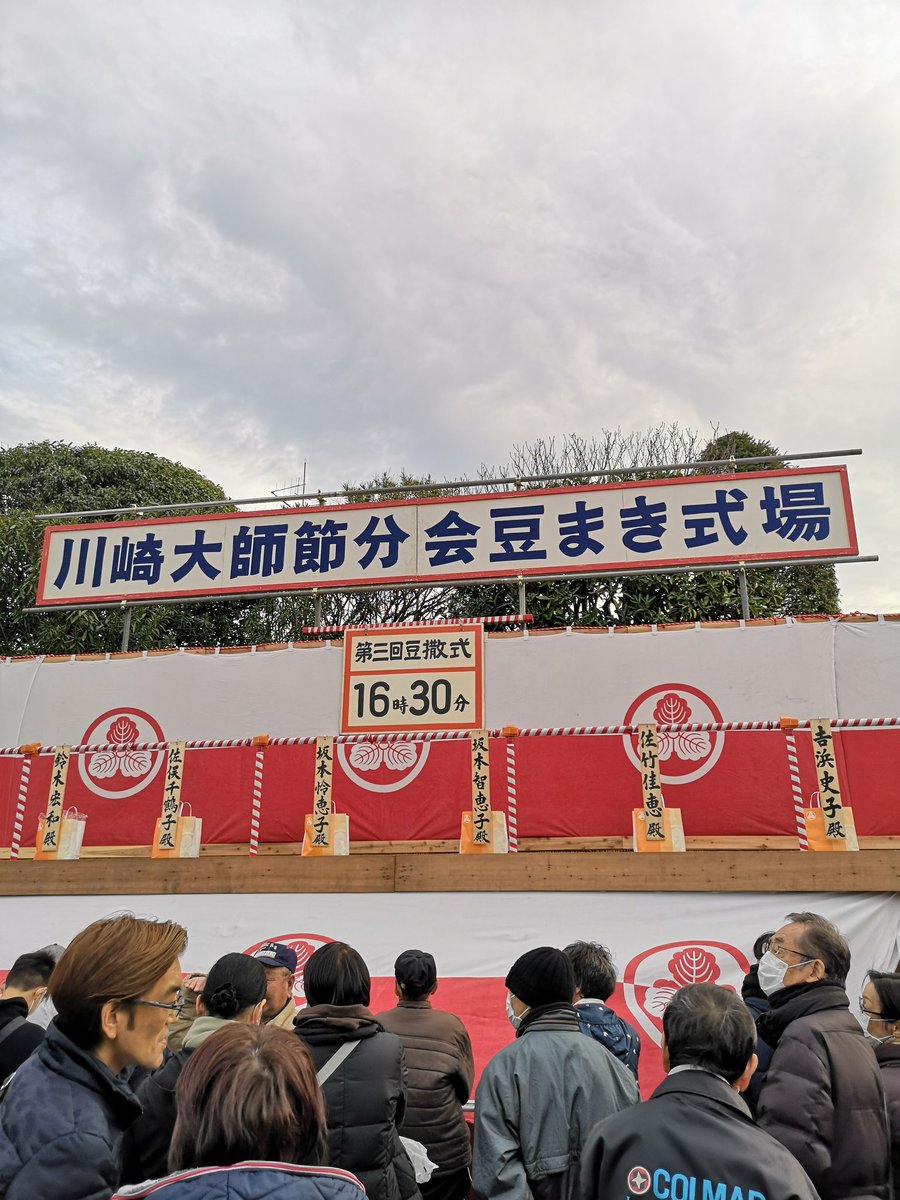 川崎大師節分会豆まき式場
第三回豆撒式
16時30分
鈴木宏和殿
佐俣千鶴子殿
坂本怜恵子殿
坂本智恵子殿
佐竹佳恵殿
吉浜史子殿
COLMAR